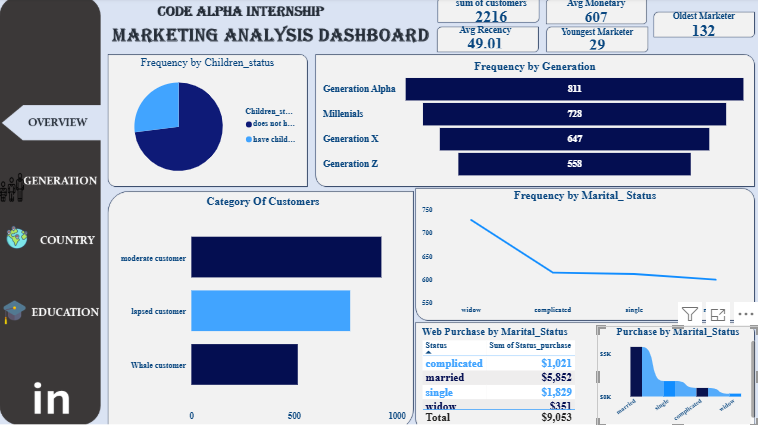 CODE ALPHA INTERNSHIP
MARKETING ANALYSIS DASHBOARD
sum of customers
2216
Avg Monetary
607
Oldest Marketer
132
Avg Recency
49.01
Youngest Marketer
29
OVERVIEW
GENERATION
COUNTRY
EDUCATION
in
Frequency by Children_status
Children_st...
does not h...
have child...
Frequency by Generation
Generation Alpha
811
Millenials
728
Generation X
647
Generation Z
558
Category Of Customers
moderate customer
lapsed customer
Whale customer
0
500
1000
Frequency by Marital_ Status
750
700
650
600
550
widow
complicated
single
Web Purchase by Marital_Status
Status
Sum of Status_purchase
complicated
$1,021
married
$5,852
single
$1,829
widow
$351
Total
$9,053
Purchase by Marital_Status
$5K
$0K
married
single
complicated
widow